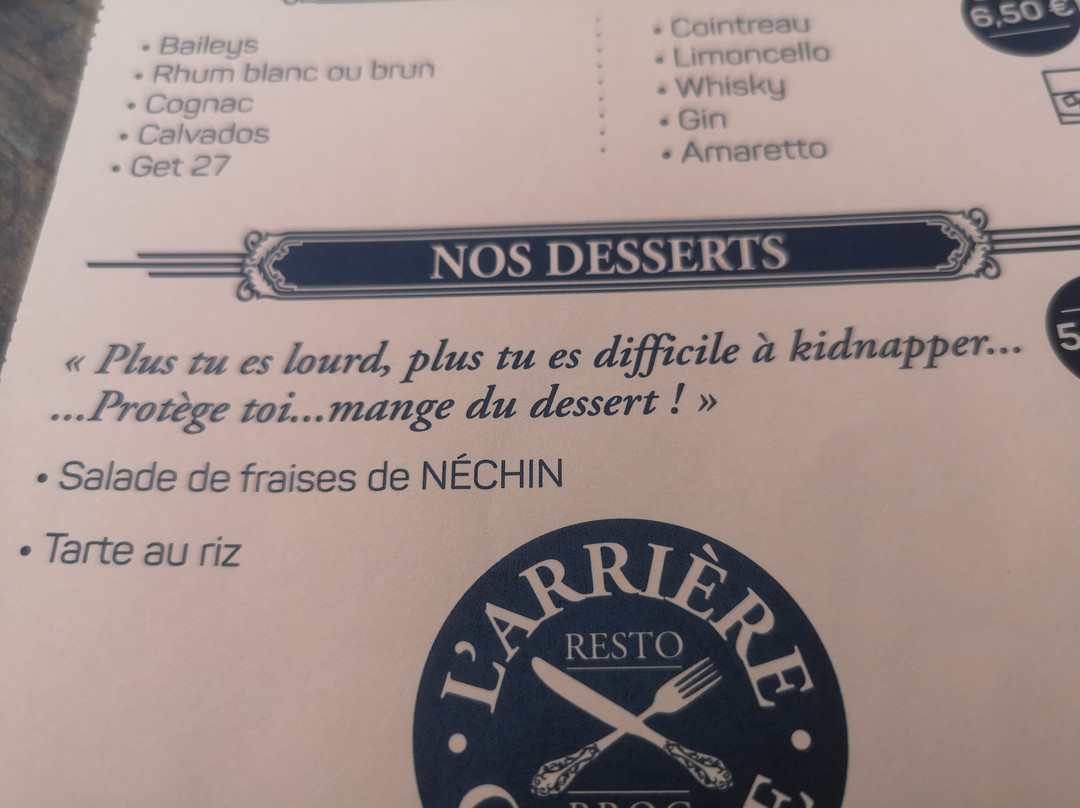 6,50 €
• Baileys
• Rhum blanc ou brun
• Cognac
• Calvados
• Get 27
• Cointreau
• Limoncello
• Whisky
• Gin
• Amaretto
NOS DESSERTS
« Plus tu es lourd, plus tu es difficile à kidnapper...
...Protège toi...mange du dessert ! »
5
• Salade de fraises de NÉCHIN
• Tarte au riz
L'ARRIÈRE
RESTO